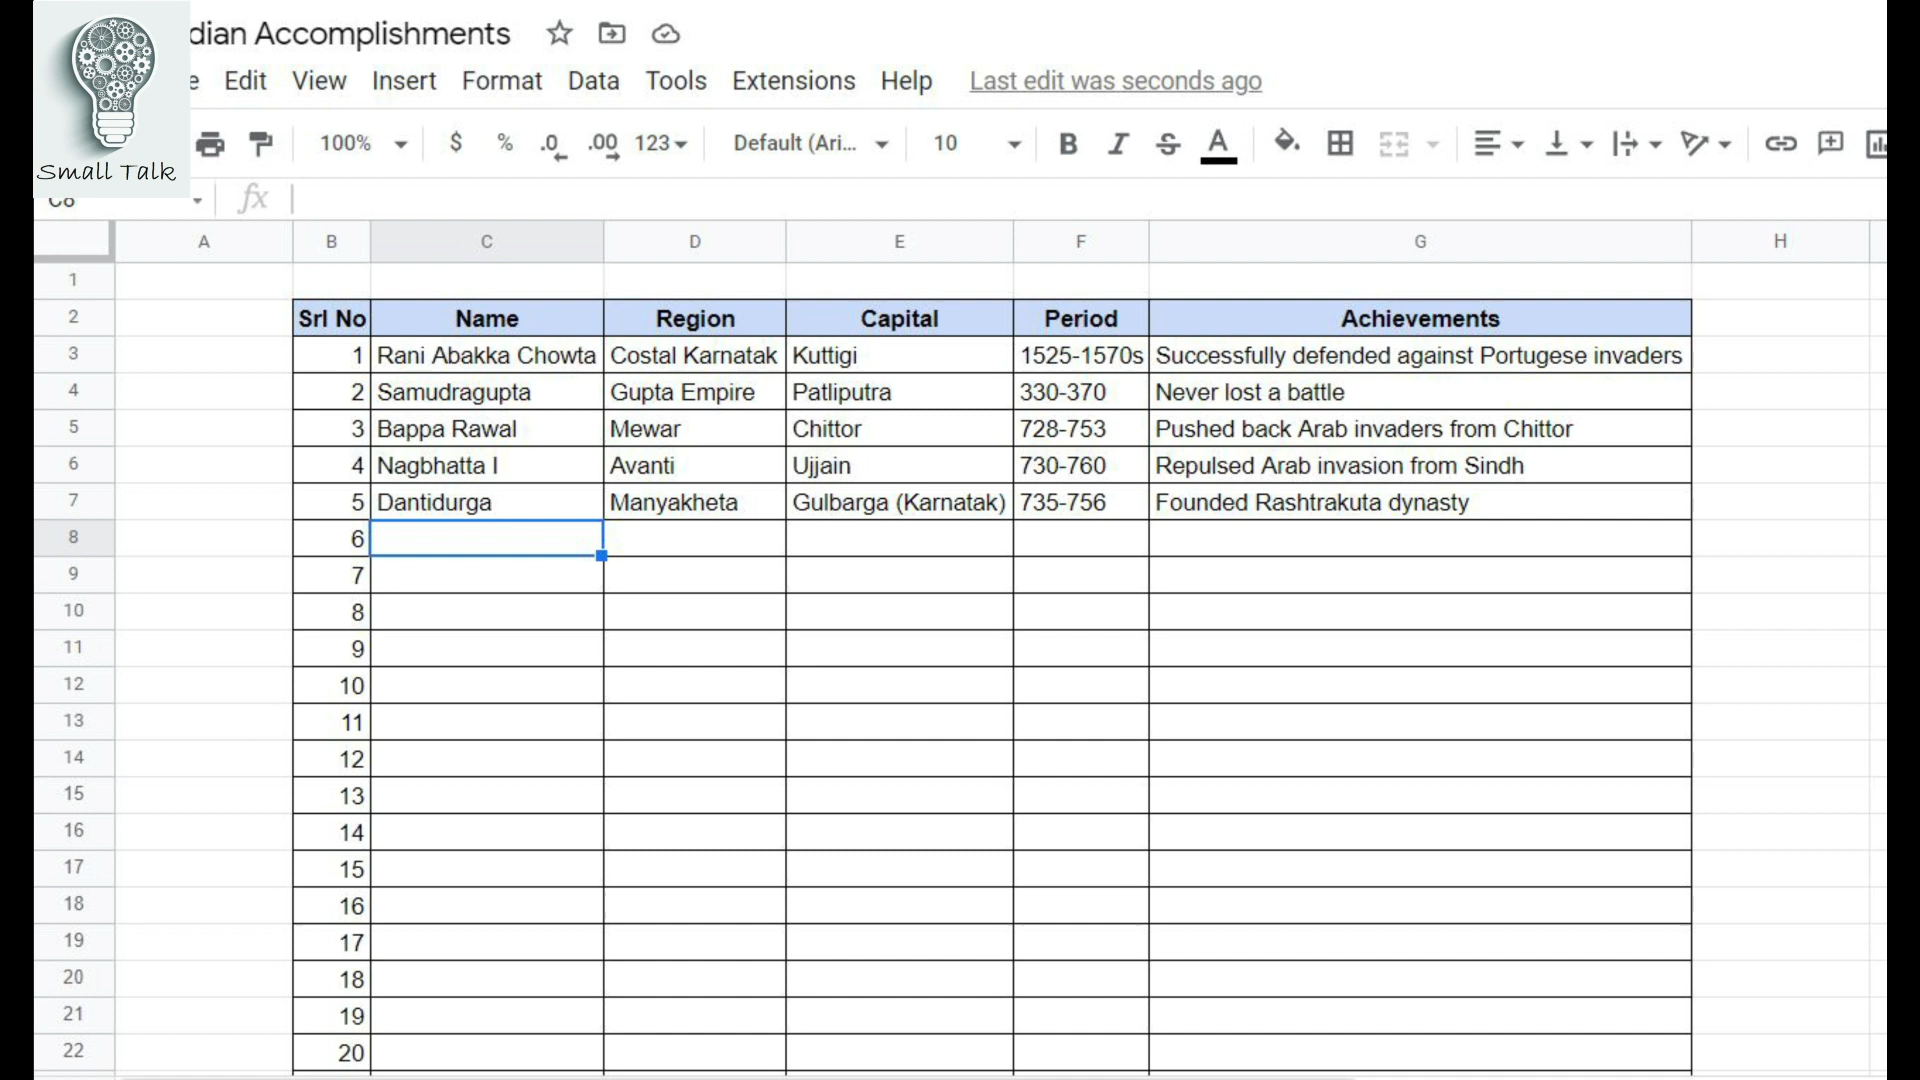 dian Accomplishments
Small Talk
e Edit View Insert Format Data Tools Extensions Help Last edit was seconds ago
100% $ % .0 .00 123 Default (Ari... 10 B I S A
fx
A B C D E F G H
1
2 Srl No Name Region Capital Period Achievements
3 1 Rani Abakka Chowta Costal Karnatak Kuttigi 1525-1570s Successfully defended against Portugese invaders
4 2 Samudragupta Gupta Empire Patliputra 330-370 Never lost a battle
5 3 Bappa Rawal Mewar Chittor 728-753 Pushed back Arab invaders from Chittor
6 4 Nagbhatta I Avanti Ujjain 730-760 Repulsed Arab invasion from Sindh
7 5 Dantidurga Manyakheta Gulbarga (Karnatak) 735-756 Founded Rashtrakuta dynasty
8 6
9 7
10 8
11 9
12 10
13 11
14 12
15 13
16 14
17 15
18 16
19 17
20 18
21 19
22 20